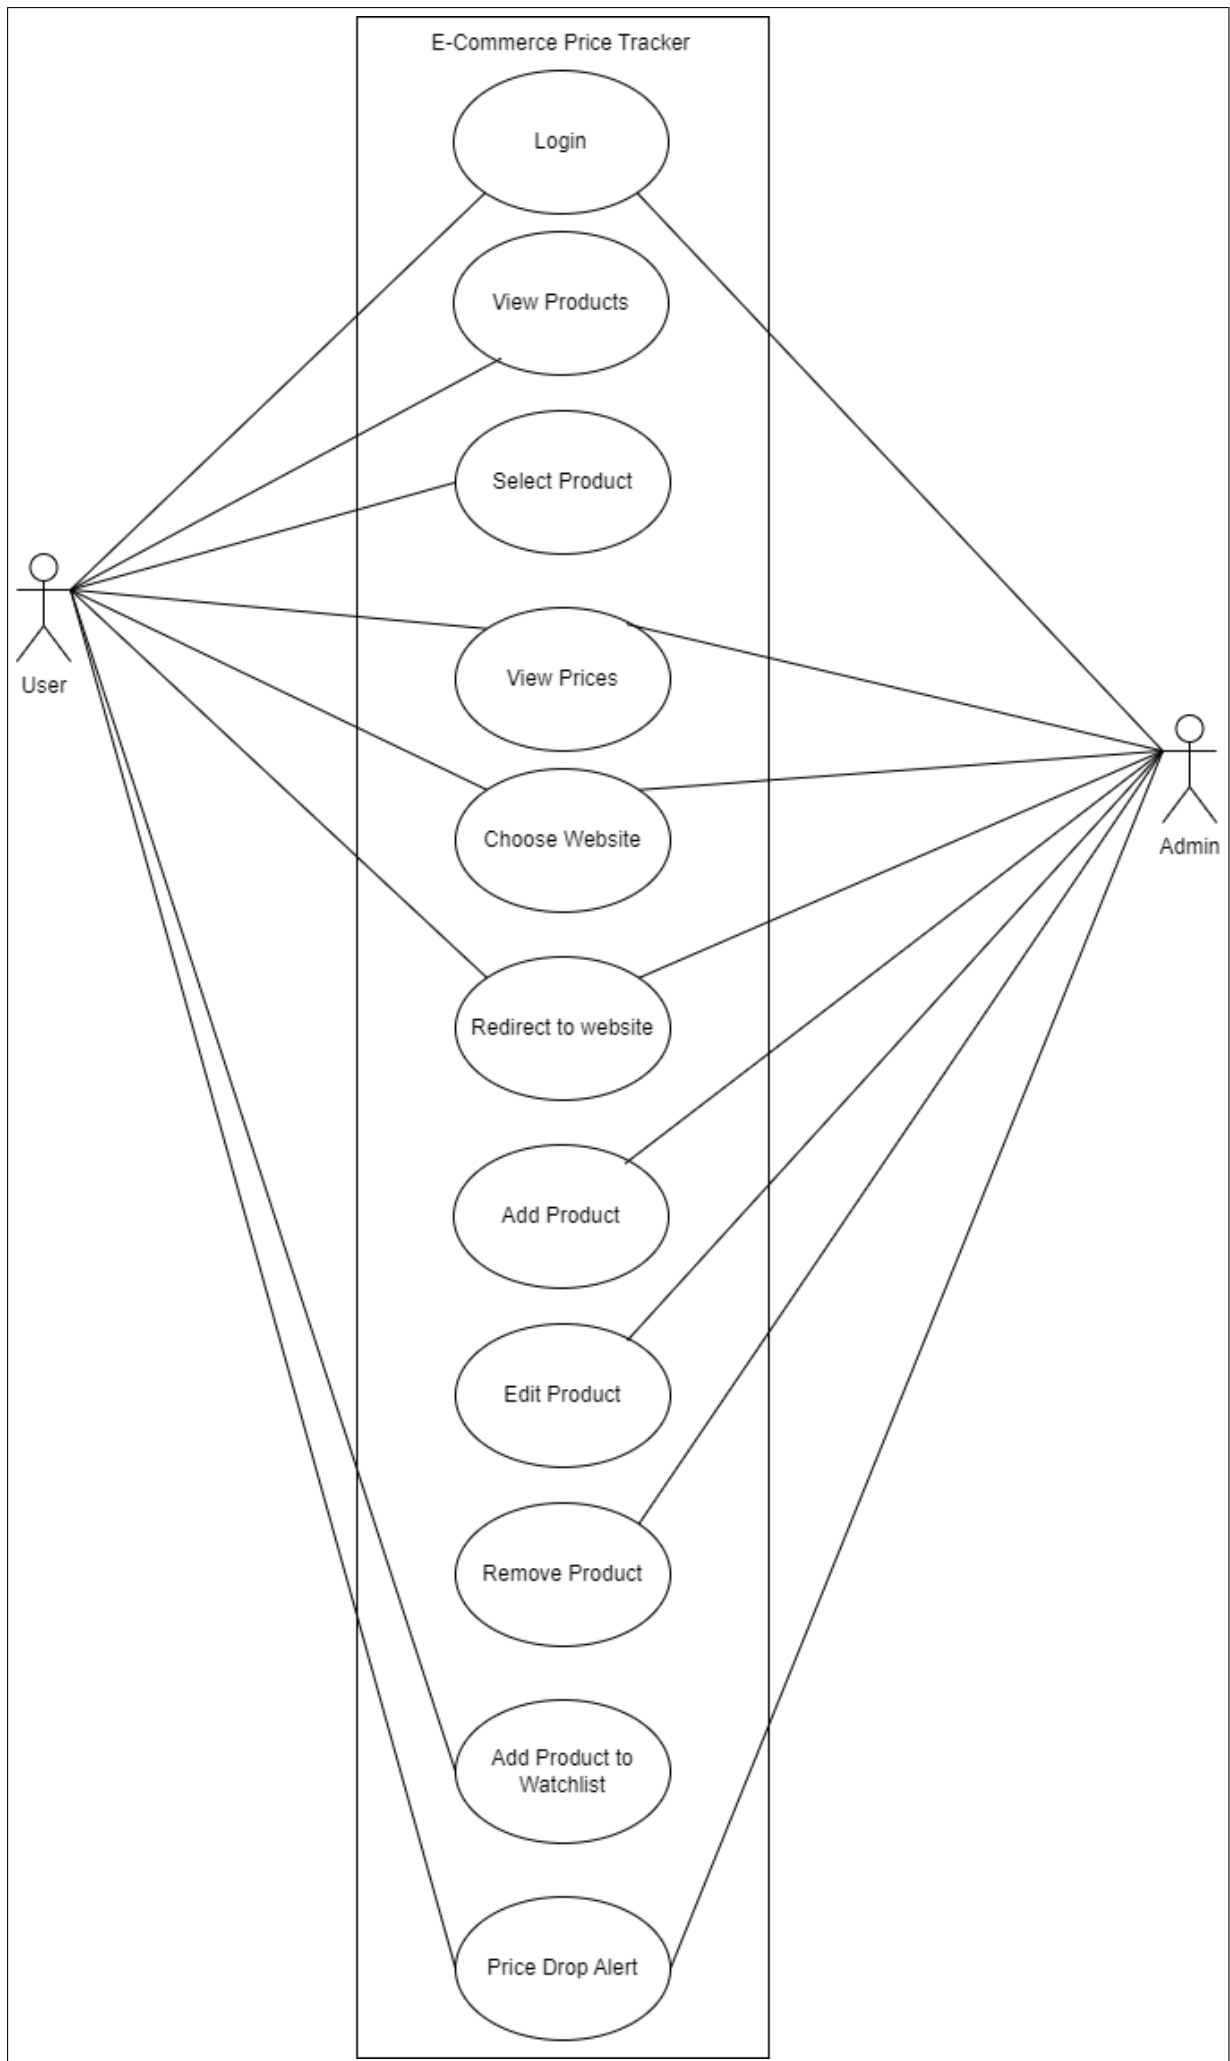 E-Commerce Price Tracker
Login
View Products
Select Product
User
View Prices
Choose Website
Admin
Redirect to website
Add Product
Edit Product
Remove Product
Add Product to
Watchlist
Price Drop Alert